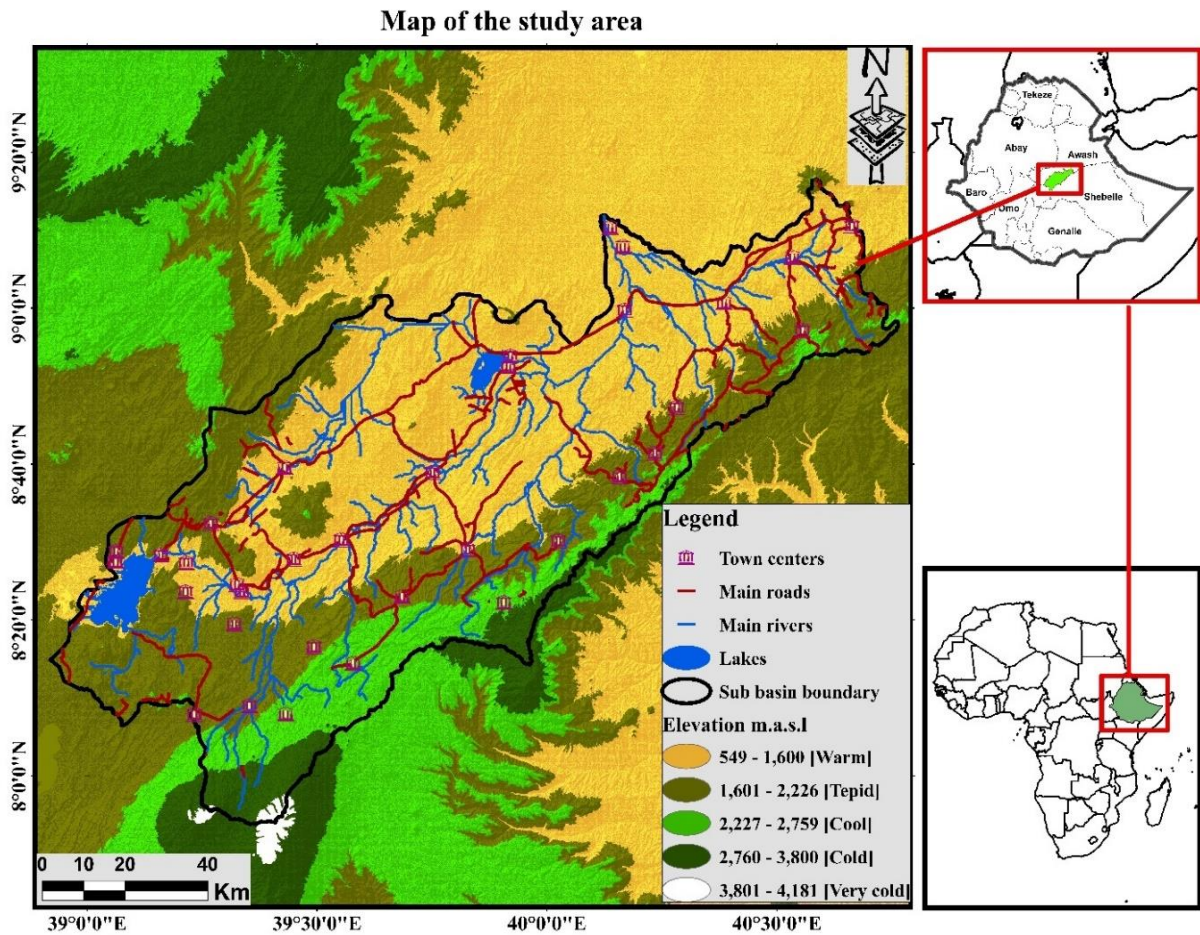 Map of the study area
N
9°20'0"N
9°0'0"N
8°40'0"N
8°20'0"N
8°0'0"N
39°0'0"E
39°30'0"E
40°0'0"E
40°30'0"E
0 10 20 40
Km
Legend
Town centers
Main roads
Main rivers
Lakes
Sub basin boundary
Elevation m.a.s.l
549 - 1,600 |Warm|
1,601 - 2,226 |Tepid|
2,227 - 2,759 |Cool|
2,760 - 3,800 |Cold|
3,801 - 4,181 |Very cold|
Tekeze
Abay
Awash
Baro
Shebelle
Omo
Genalle